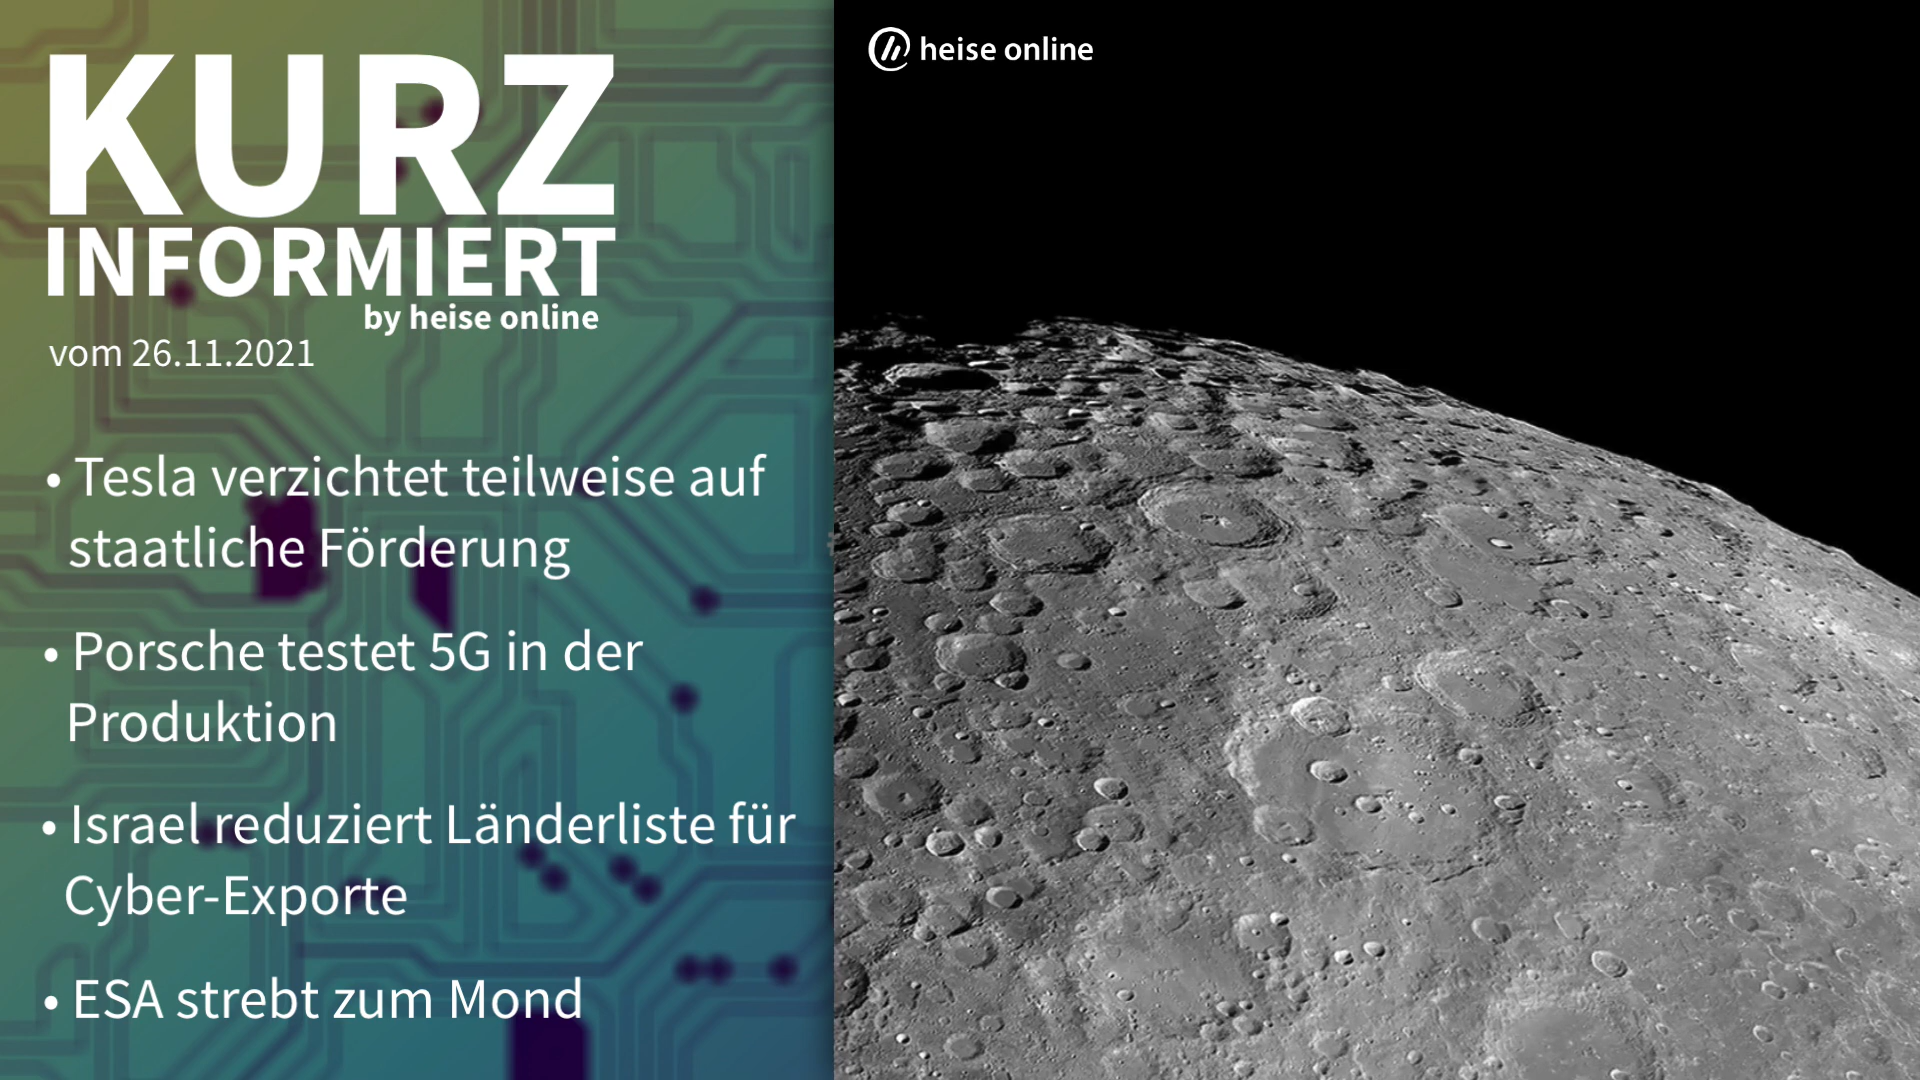 KURZ
INFORMIERT
by heise online
vom 26.11.2021
• Tesla verzichtet teilweise auf
staatliche Förderung
• Porsche testet 5G in der
Produktion
• Israel reduziert Länderliste für
Cyber-Exporte
• ESA strebt zum Mond
heise online